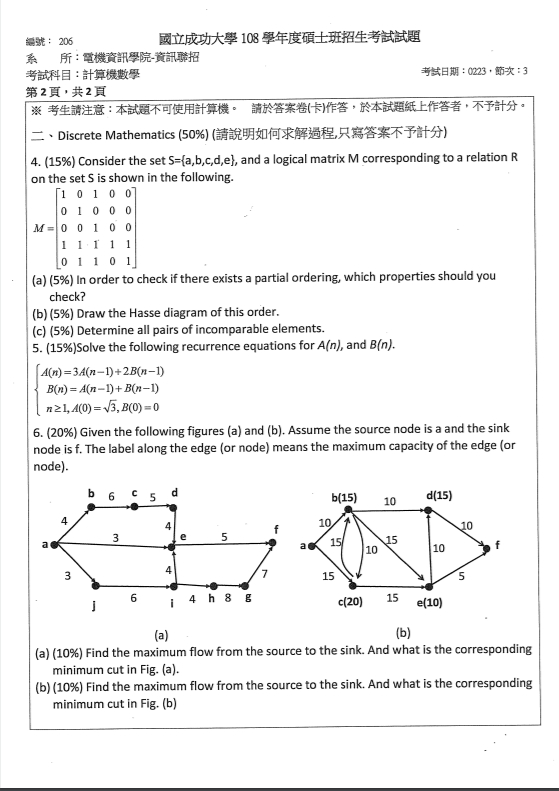 編號: 206
國立成功大學 108 學年度碩士班招生考試試題
系 所:電機資訊學院-資訊聯招
考試科目:計算機數學
考試日期:0223,節次:3
第 2 頁,共 2 頁
※ 考生請注意:本試題不可使用計算機。 請於答案卷(卡)作答,於本試題紙上作答者,不予計分。
二、Discrete Mathematics (50%) (請說明如何求解過程,只寫答案不予計分)
4. (15%) Consider the set S={a,b,c,d,e}, and a logical matrix M corresponding to a relation R
on the set S is shown in the following.
1 0 1 0 0
0 1 0 0 0
M = 0 0 1 0 0
1 1 1 1 1
0 1 1 0 1
(a) (5%) In order to check if there exists a partial ordering, which properties should you
check?
(b) (5%) Draw the Hasse diagram of this order.
(c) (5%) Determine all pairs of incomparable elements.
5. (15%)Solve the following recurrence equations for A(n), and B(n).
A(n)=3A(n−1)+2B(n−1)
B(n)=A(n−1)+B(n−1)
n≥1, A(0)=√3, B(0)=0
6. (20%) Given the following figures (a) and (b). Assume the source node is a and the sink
node is f. The label along the edge (or node) means the maximum capacity of the edge (or
node).
b 6 c 5 d
4 4
a 3 e 5 f
3 4 7
j 6 i 4 h 8 g
(a)
b(15) 10 d(15)
10 15 10 15 10 10
a f
15 5
c(20) 15 e(10)
(b)
(a) (10%) Find the maximum flow from the source to the sink. And what is the corresponding
minimum cut in Fig. (a).
(b) (10%) Find the maximum flow from the source to the sink. And what is the corresponding
minimum cut in Fig. (b)